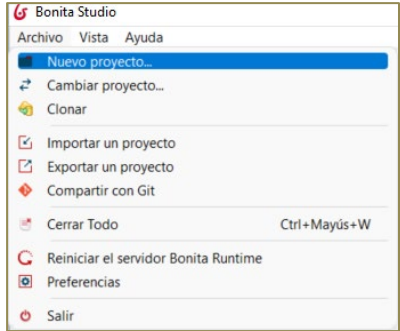 Bonita Studio
Archivo Vista Ayuda
Nuevo proyecto...
Cambiar proyecto...
Clonar
Importar un proyecto
Exportar un proyecto
Compartir con Git
Cerrar Todo Ctrl+Mayús+W
Reiniciar el servidor Bonita Runtime
Preferencias
Salir